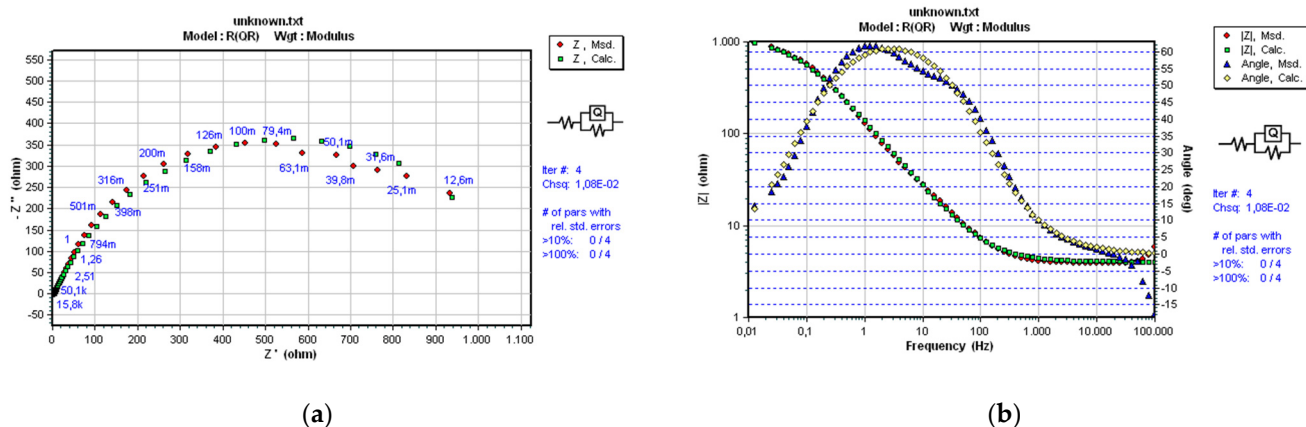 unknown.txt
Model : R(QR) Wgt : Modulus
550
500
450
400
350
300
250
200
150
100
50
0
-50
- Z '' (ohm)
126m
100m
79,4m
50,1m
200m
158m
63,1m
31,6m
39,8m
25,1m
12,6m
316m
251m
501m
398m
1
794m
1,26
2,51
50,1k
15,8k
0 100 200 300 400 500 600 700 800 900 1.000 1.100
Z ' (ohm)
Z , Msd.
Z , Calc.
Q
Iter #: 4
Chsq: 1,08E-02
# of pars with
rel. std. errors
>10%: 0 / 4
>100%: 0 / 4
(a)
unknown.txt
Model : R(QR) Wgt : Modulus
1.000
100
10
1
|Z| (ohm)
60
55
50
45
40
35
30
25
20
15
10
5
0
-5
-10
-15
Angle (deg)
0,01 0,1 1 10 100 1.000 10.000 100.000
Frequency (Hz)
|Z|, Msd.
|Z|, Calc.
Angle, Msd.
Angle, Calc.
Q
Iter #: 4
Chsq: 1,08E-02
# of pars with
rel. std. errors
>10%: 0 / 4
>100%: 0 / 4
(b)